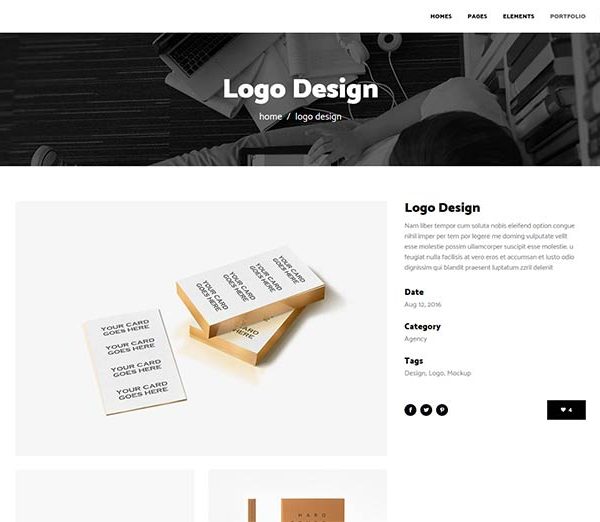 HOMES PAGES ELEMENTS PORTFOLIO
Logo Design
home / logo design
YOUR CARD
GOES HERE
YOUR CARD
GOES HERE
YOUR CARD
GOES HERE
YOUR CARD
GOES HERE
YOUR CARD
GOES HERE
YOUR CARD
GOES HERE
YOUR CARD
GOES HERE
YOUR CARD
GOES HERE
Logo Design
Nam liber tempor cum soluta nobis eleifend option congue
nihil imper per tem por legere me doming vulputate velit
esse molestie possim ullamcorper suscipit esse molestie. u
feugiat nulla facilisis at vero eros et accumsan et iusto odio
dignissim qui blandit praesent luptatum zzril delenit
Date
Aug 12, 2016
Category
Agency
Tags
Design, Logo, Mockup
4
HARD